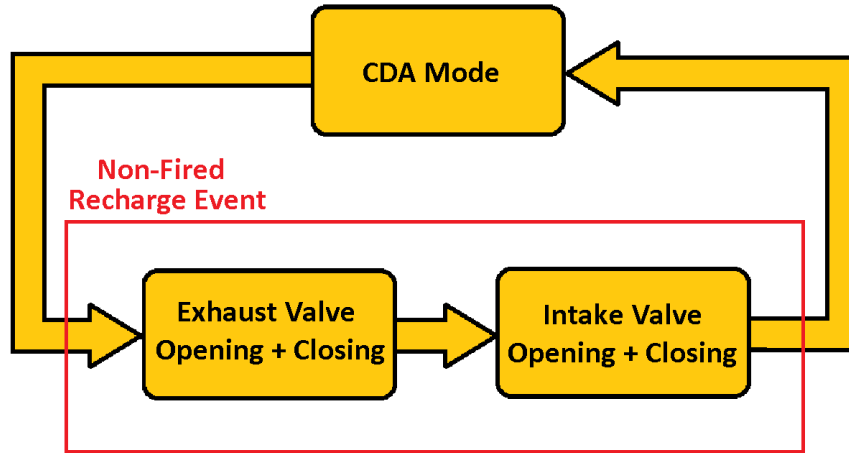 CDA Mode
Non-Fired
Recharge Event
Exhaust Valve
Opening + Closing
Intake Valve
Opening + Closing